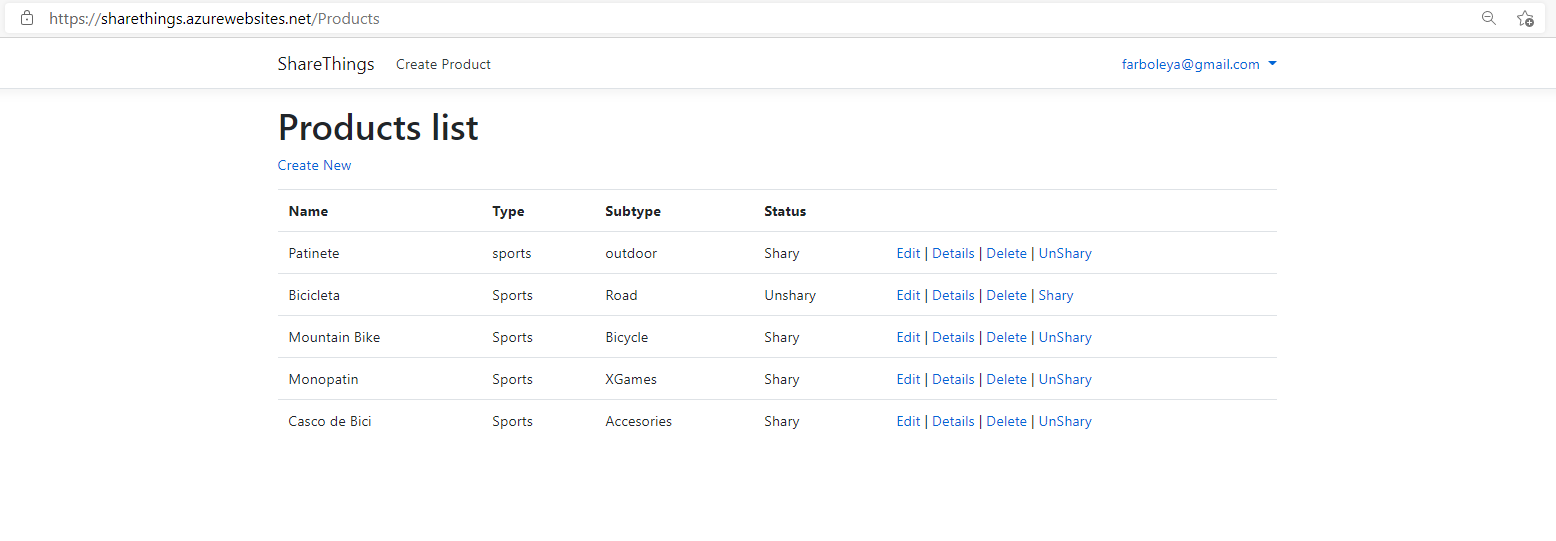 https://sharethings.azurewebsites.net/Products
ShareThings Create Product farboleya@gmail.com
Products list
Create New
Name Type Subtype Status
Patinete sports outdoor Shary Edit | Details | Delete | UnShary
Bicicleta Sports Road Unshary Edit | Details | Delete | Shary
Mountain Bike Sports Bicycle Shary Edit | Details | Delete | UnShary
Monopatin Sports XGames Shary Edit | Details | Delete | UnShary
Casco de Bici Sports Accesories Shary Edit | Details | Delete | UnShary